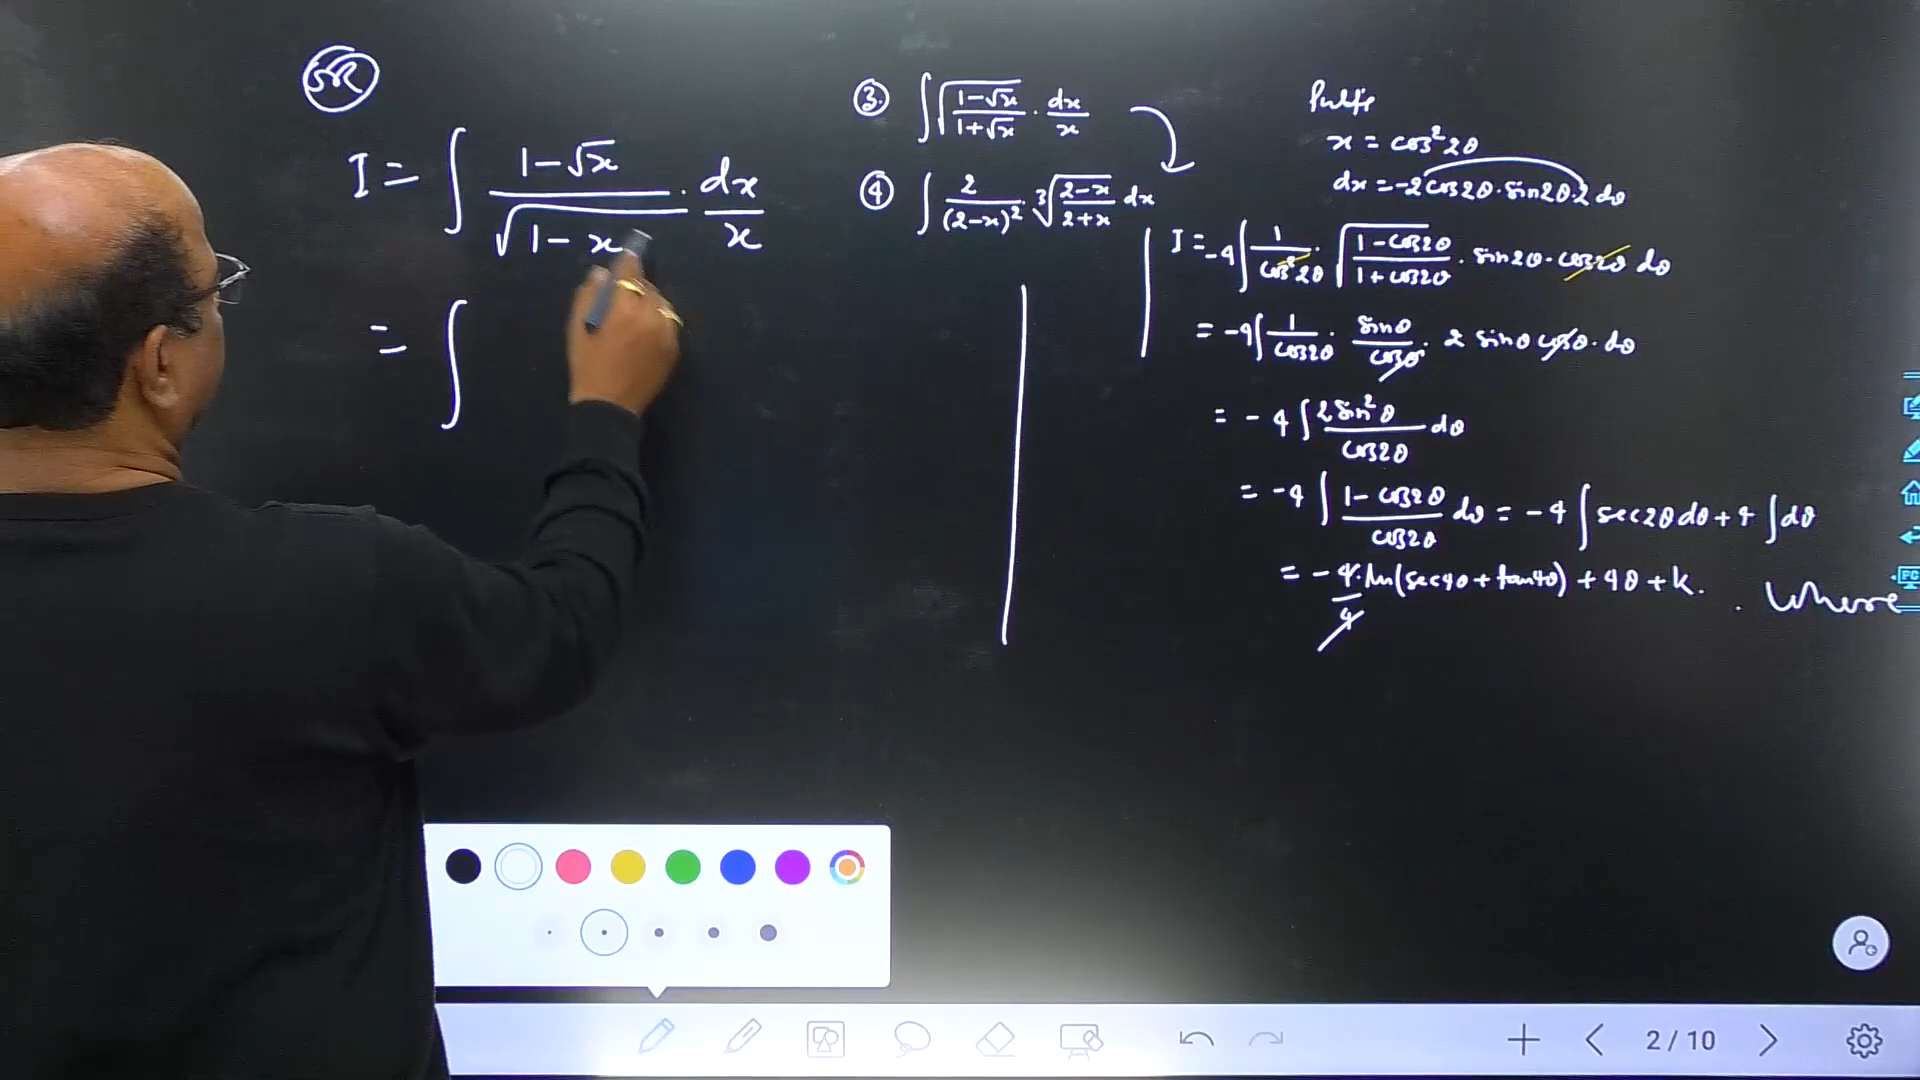 I = ∫ 1-√x / √(1-x) · dx/x
= ∫
③. ∫ √((1-√x)/(1+√x)) · dx/x
④ ∫ 2/(2-x)² · ∛((2-x)/(2+x)) dx
x = cos²2θ
dx = -2cos2θ·sin2θ·2 dθ
I = -4∫ 1/cos²2θ · √((1-cos2θ)/(1+cos2θ)) · sin2θ·cos2θ dθ
= -4∫ 1/cos2θ · sinθ/cosθ · 2 sinθ cosθ·dθ
= -4 ∫ 2sin²θ/cos2θ dθ
= -4 ∫ (1-cos2θ)/cos2θ dθ = -4 ∫ sec2θ dθ + 4 ∫dθ
= -4/4 · ln(sec4θ + tan4θ) + 4θ + k. . Where
2 / 10